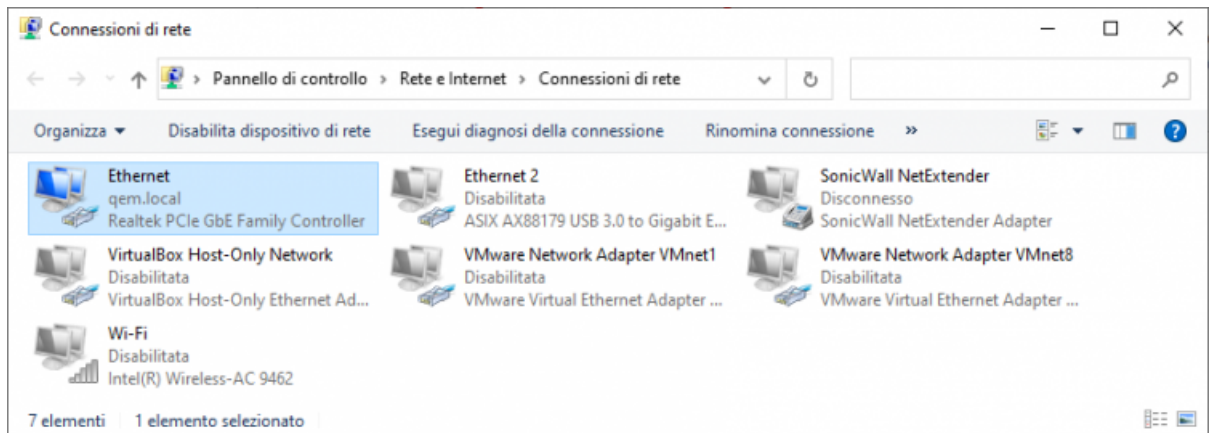 Connessioni di rete
Pannello di controllo > Rete e Internet > Connessioni di rete
Organizza Disabilita dispositivo di rete Esegui diagnosi della connessione Rinomina connessione »
Ethernet
qem.local
Realtek PCIe GbE Family Controller
Ethernet 2
Disabilitata
ASIX AX88179 USB 3.0 to Gigabit E...
SonicWall NetExtender
Disconnesso
SonicWall NetExtender Adapter
VirtualBox Host-Only Network
Disabilitata
VirtualBox Host-Only Ethernet Ad...
VMware Network Adapter VMnet1
Disabilitata
VMware Virtual Ethernet Adapter ...
VMware Network Adapter VMnet8
Disabilitata
VMware Virtual Ethernet Adapter ...
Wi-Fi
Disabilitata
Intel(R) Wireless-AC 9462
7 elementi 1 elemento selezionato